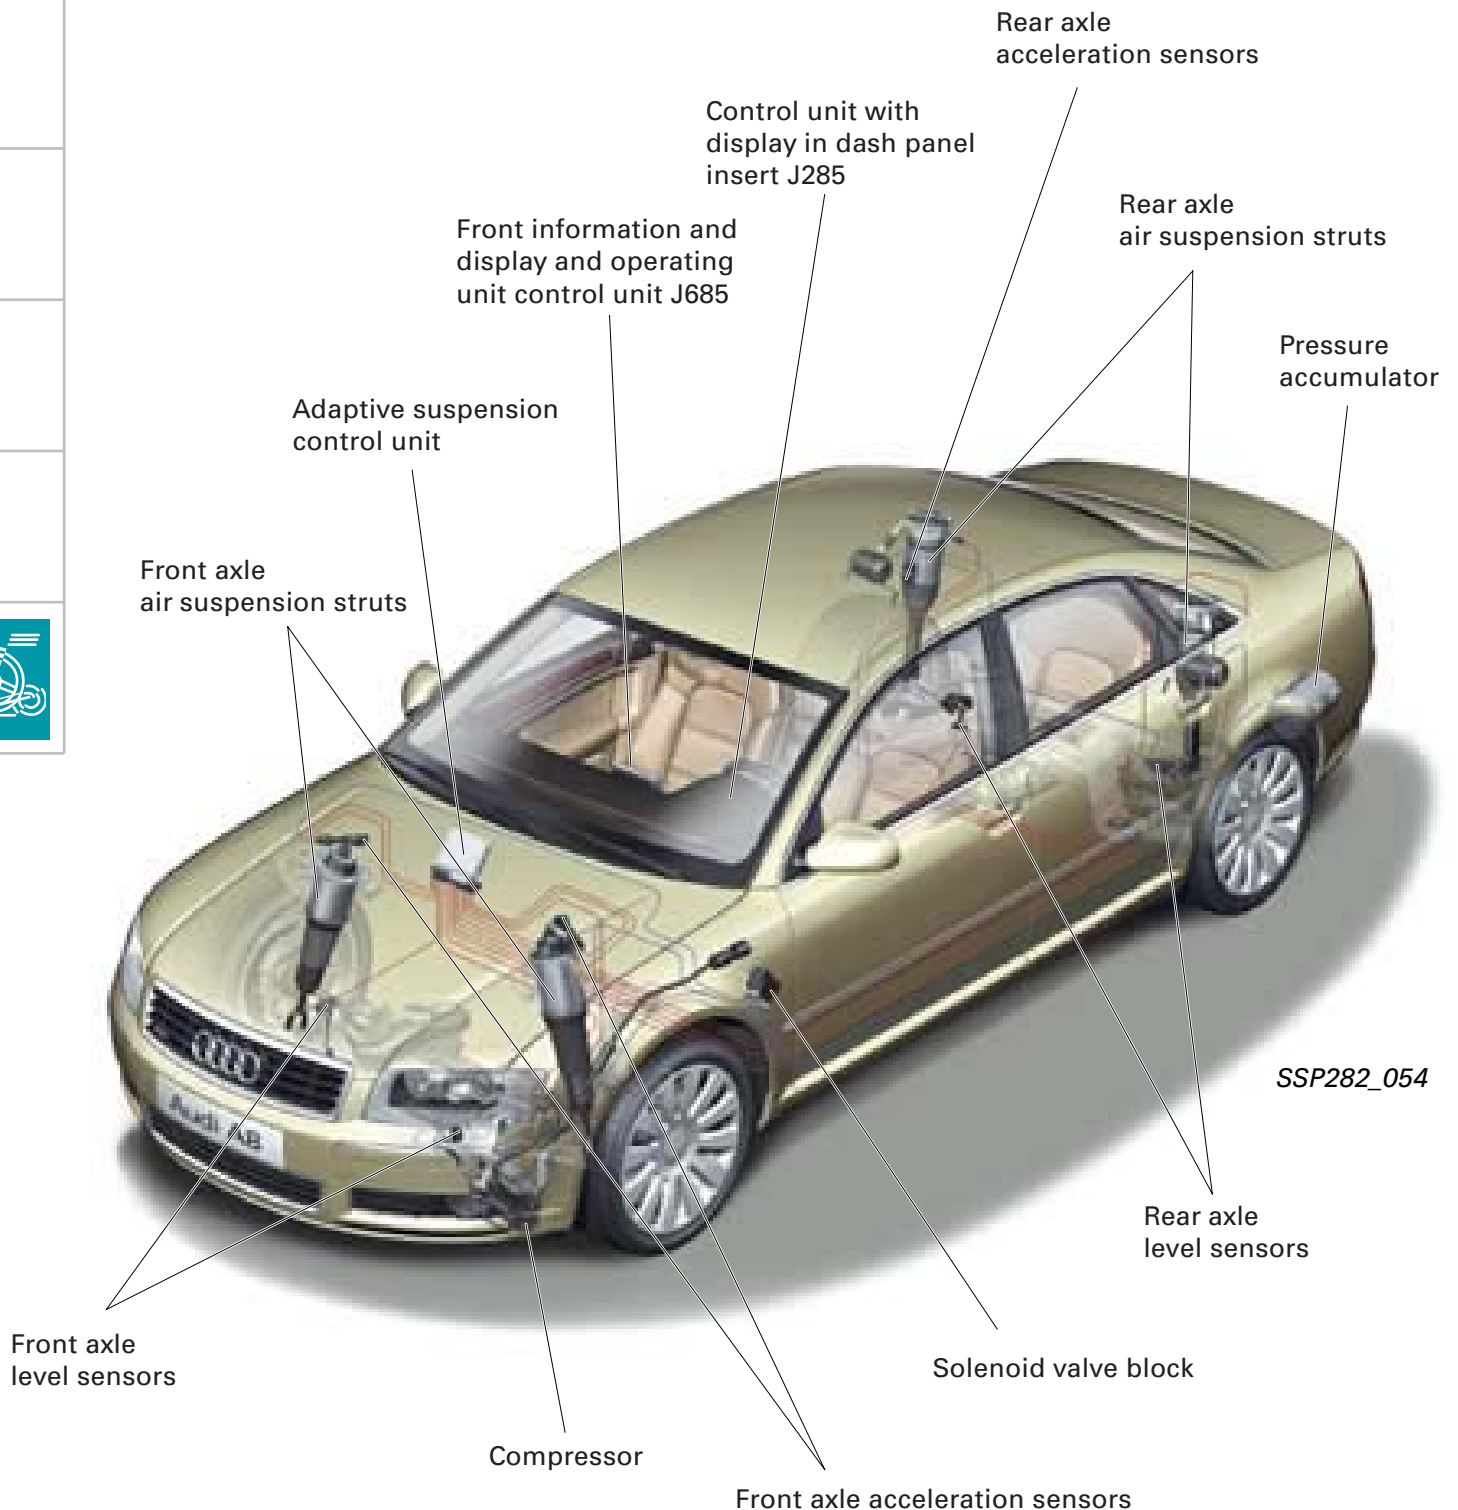 Rear axle
acceleration sensors
Control unit with
display in dash panel
insert J285
Rear axle
air suspension struts
Front information and
display and operating
unit control unit J685
Pressure
accumulator
Adaptive suspension
control unit
Front axle
air suspension struts
SSP282_054
Audi A8
Rear axle
level sensors
Front axle
level sensors
Solenoid valve block
Compressor
Front axle acceleration sensors